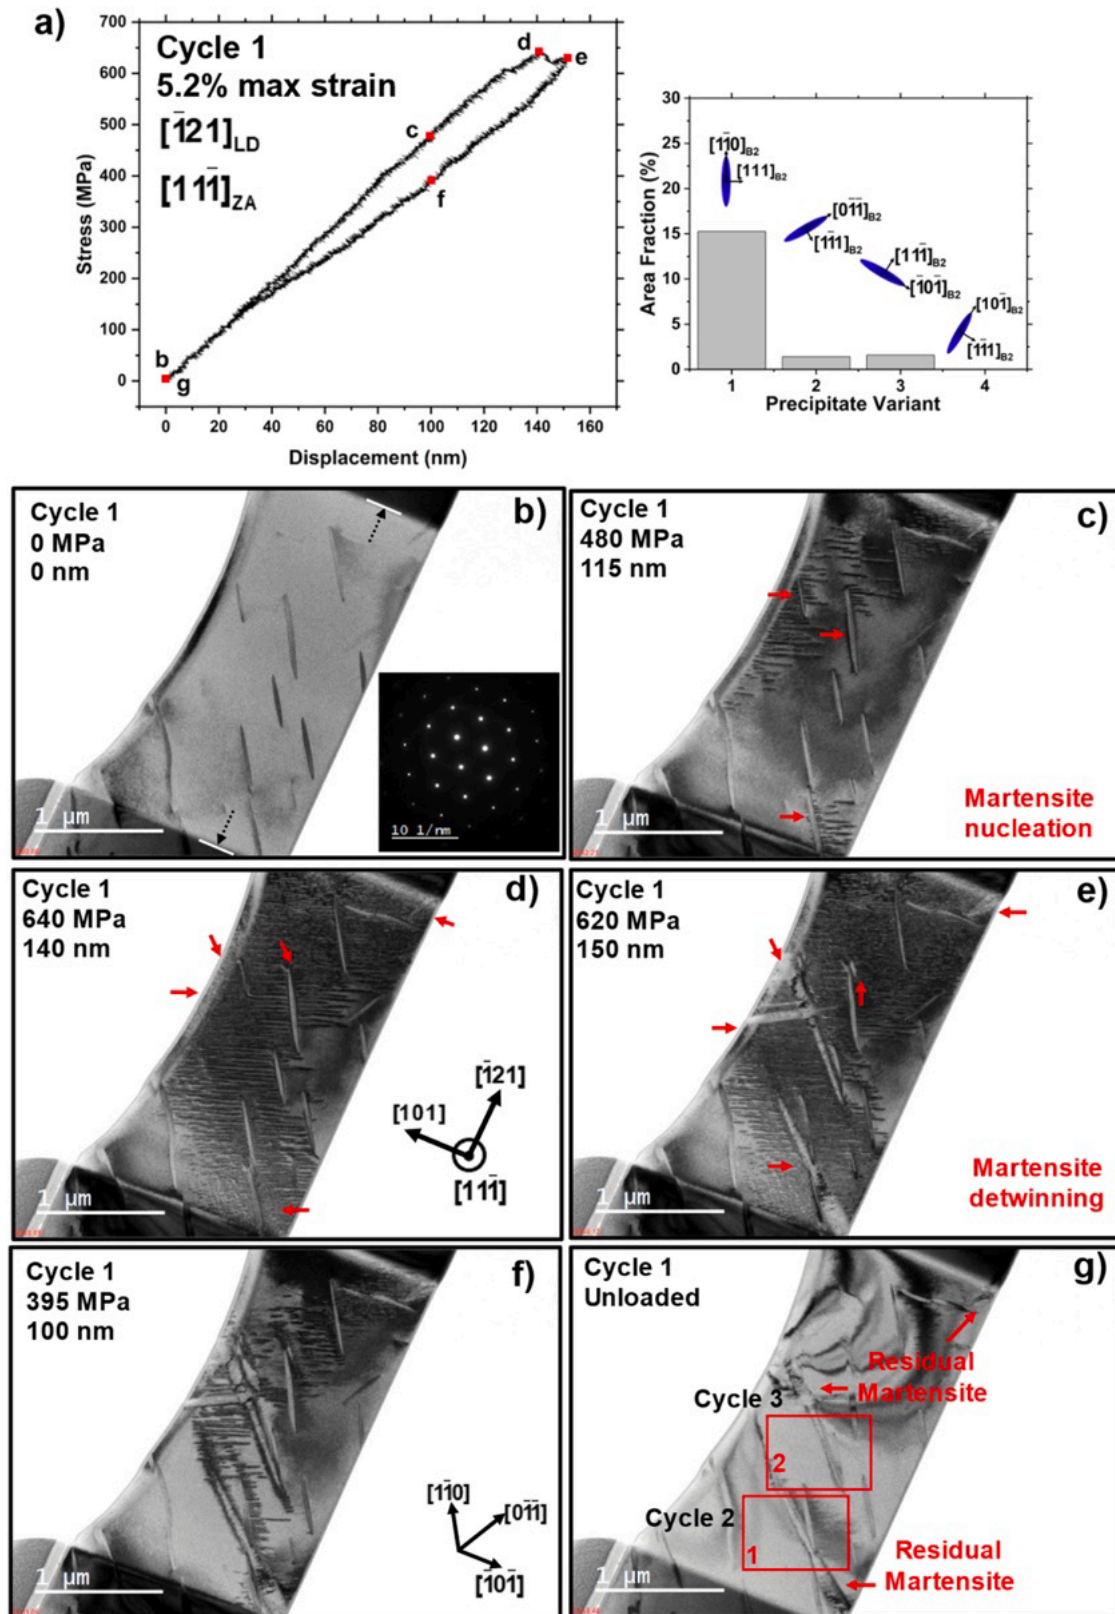 a)
Cycle 1
5.2% max strain
[1̄21]LD
[111̄]ZA
700
600
500
400
300
200
100
0
Stress (MPa)
b
g
c
d
e
f
0 20 40 60 80 100 120 140 160
Displacement (nm)
30
25
20
15
10
5
0
Area Fraction (%)
[11̄0]B2
[111]B2
[01̄1̄]B2
[11̄1]B2
[111̄]B2
[1̄01̄]B2
[101̄]B2
[1̄1̄1]B2
1 2 3 4
Precipitate Variant
b)
Cycle 1
0 MPa
0 nm
1 µm
10 1/nm
c)
Cycle 1
480 MPa
115 nm
Martensite
nucleation
1 µm
d)
Cycle 1
640 MPa
140 nm
[1̄21]
[101]
[111̄]
1 µm
e)
Cycle 1
620 MPa
150 nm
Martensite
detwinning
1 µm
f)
Cycle 1
395 MPa
100 nm
[11̄0]
[01̄1̄]
[1̄01̄]
1 µm
g)
Cycle 1
Unloaded
Residual
Martensite
Cycle 3
2
Cycle 2
1
Residual
Martensite
1 µm